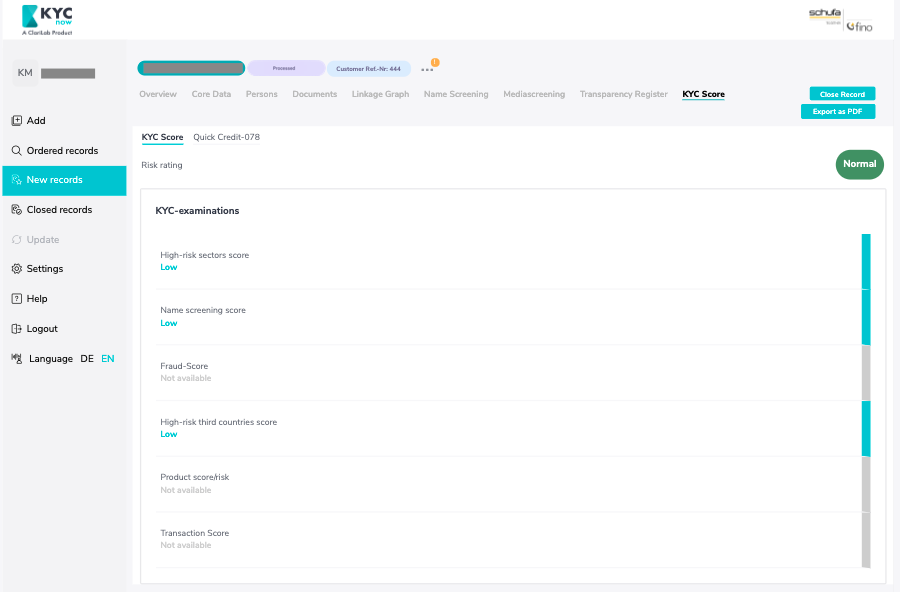 KYC
now
A ClariLab Product
schufa
fino
KM
Add
Ordered records
New records
Closed records
Update
Settings
Help
Logout
Language DE EN
Processed
Customer Ref.-Nr: 444
...
!
Overview Core Data Persons Documents Linkage Graph Name Screening Mediascreening Transparency Register KYC Score
Close Record
Export as PDF
KYC Score Quick Credit-078
Risk rating
Normal
KYC-examinations
High-risk sectors score
Low
Name screening score
Low
Fraud-Score
Not available
High-risk third countries score
Low
Product score/risk
Not available
Transaction Score
Not available